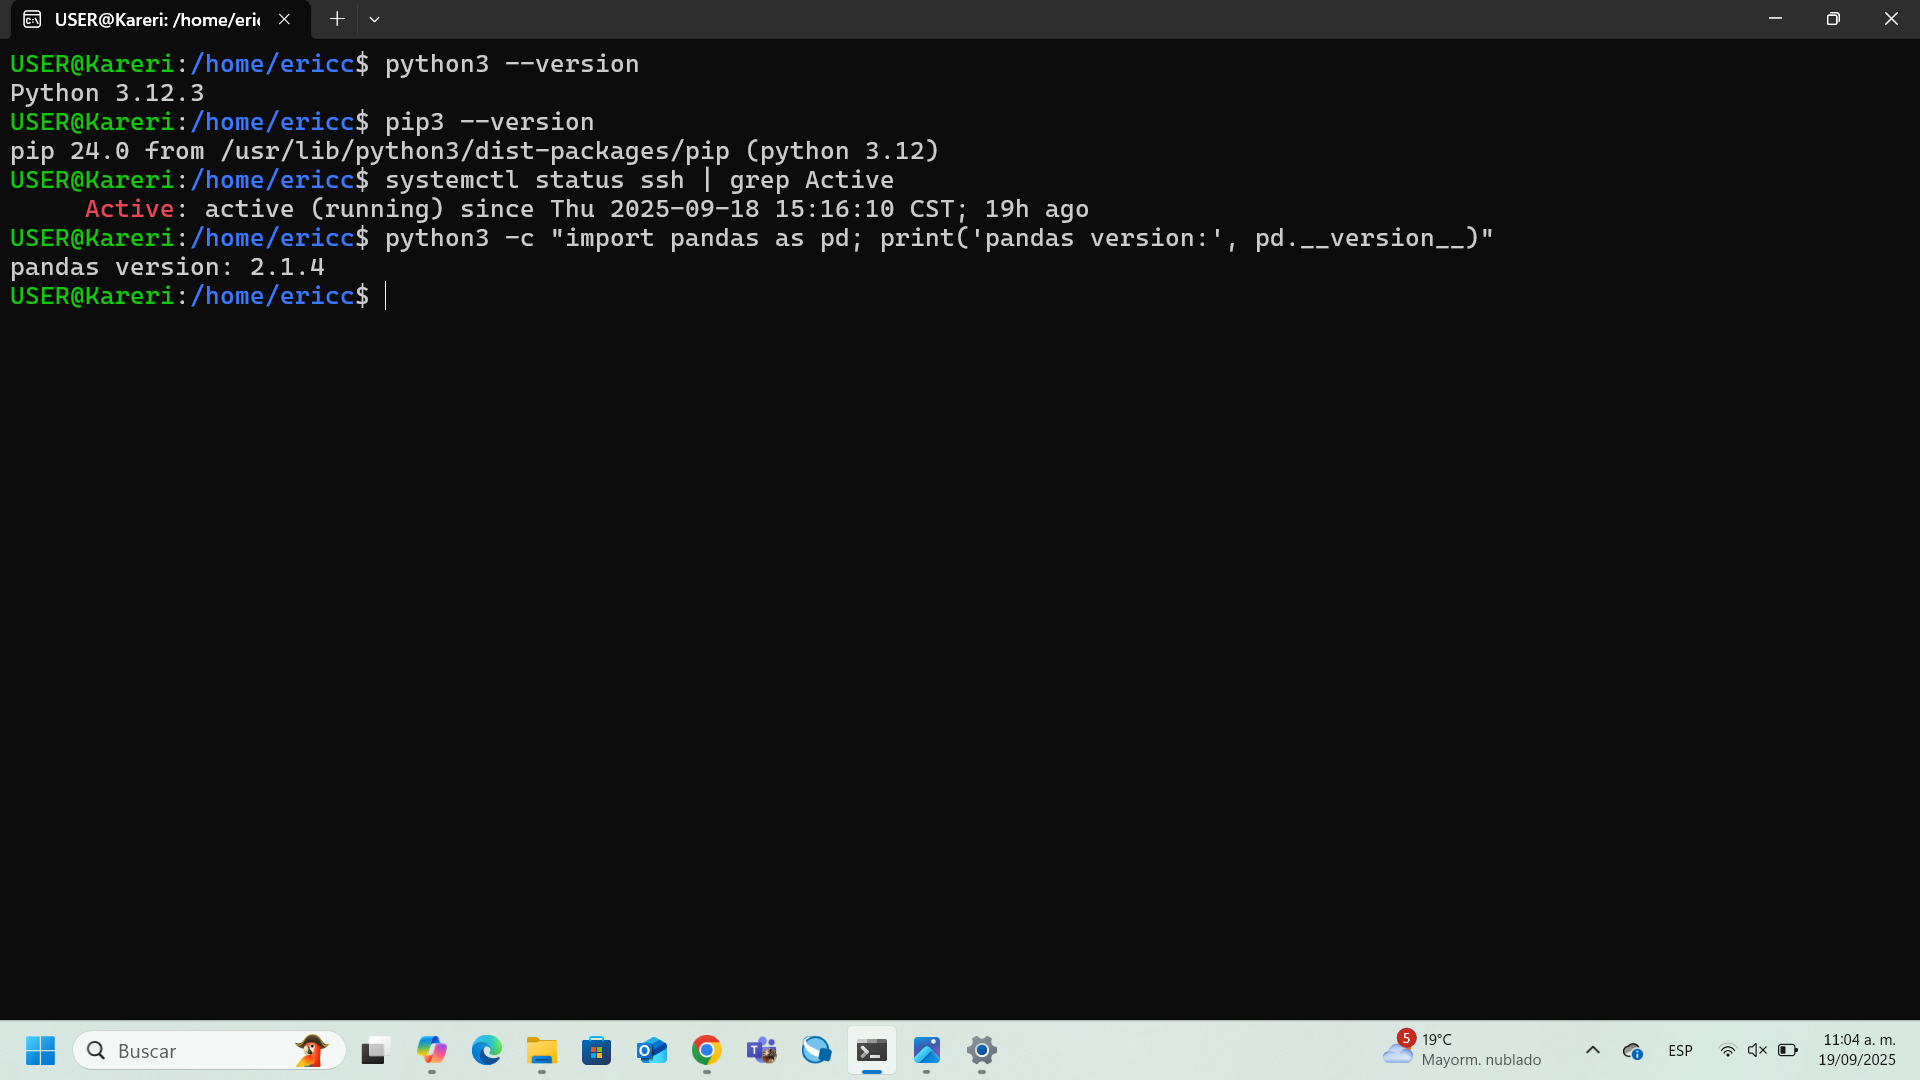 USER@Kareri: /home/eric
USER@Kareri:/home/ericc$ python3 --version
Python 3.12.3
USER@Kareri:/home/ericc$ pip3 --version
pip 24.0 from /usr/lib/python3/dist-packages/pip (python 3.12)
USER@Kareri:/home/ericc$ systemctl status ssh | grep Active
     Active: active (running) since Thu 2025-09-18 15:16:10 CST; 19h ago
USER@Kareri:/home/ericc$ python3 -c "import pandas as pd; print('pandas version:', pd.__version__)"
pandas version: 2.1.4
USER@Kareri:/home/ericc$
Buscar
5
19°C
Mayorm. nublado
ESP
11:04 a. m.
19/09/2025